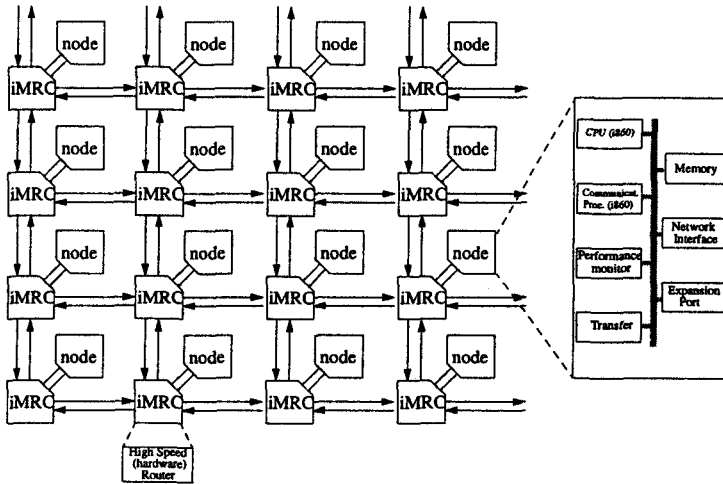 node node node node
iMRC iMRC iMRC iMRC
node node node node
iMRC iMRC iMRC iMRC
node node node node
iMRC iMRC iMRC iMRC
node node node node
iMRC iMRC iMRC iMRC
High Speed
(hardware)
Router
CPU (i860)
Memory
Communicat.
Proc. (i860)
Network
Interface
Performance
monitor
Expansion
Port
Transfer